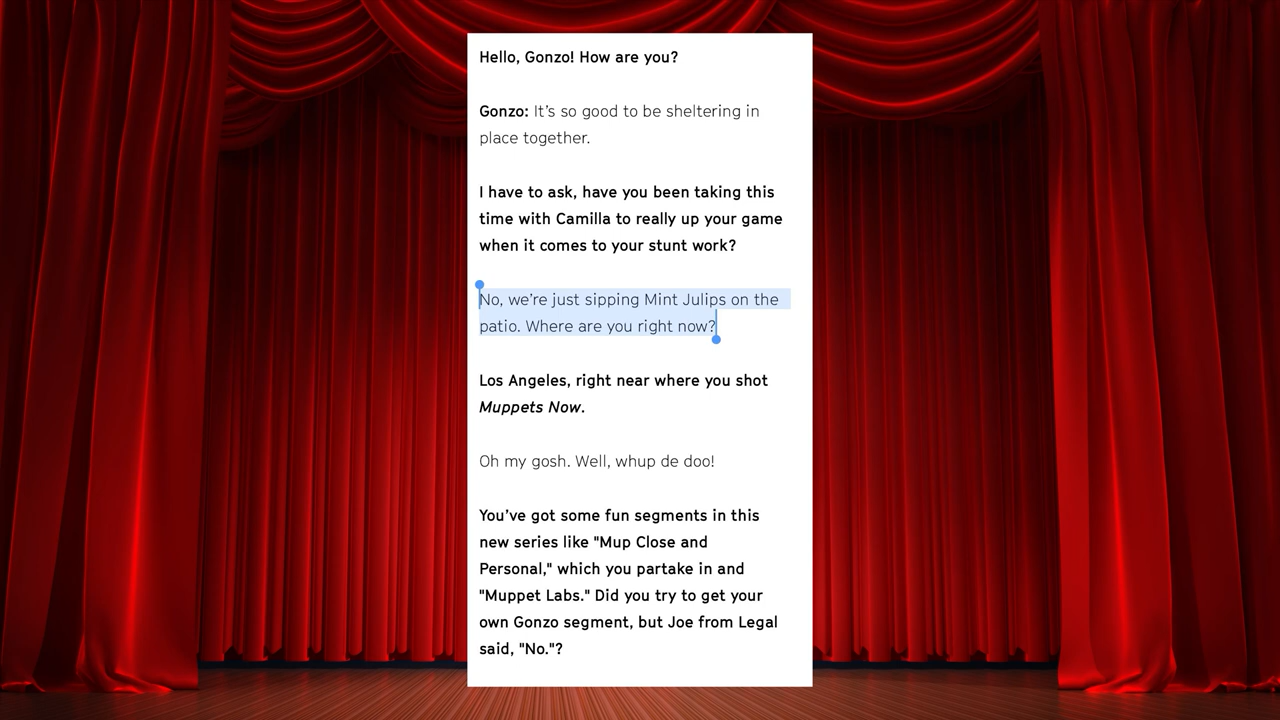 Hello, Gonzo! How are you?
Gonzo: It’s so good to be sheltering in
place together.
I have to ask, have you been taking this
time with Camilla to really up your game
when it comes to your stunt work?
No, we’re just sipping Mint Julips on the
patio. Where are you right now?
Los Angeles, right near where you shot
Muppets Now.
Oh my gosh. Well, whup de doo!
You’ve got some fun segments in this
new series like "Mup Close and
Personal," which you partake in and
"Muppet Labs." Did you try to get your
own Gonzo segment, but Joe from Legal
said, "No."?